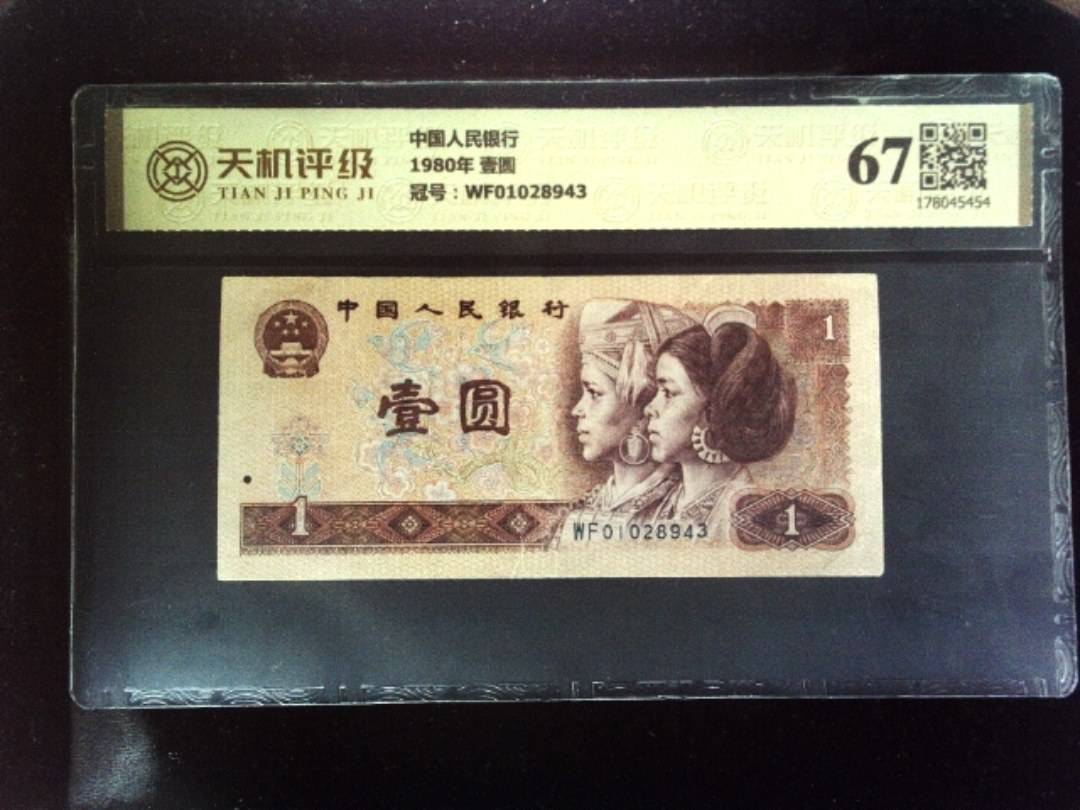 天机评级
TIAN JI PING JI
中国人民银行
1980年 壹圆
冠号：WF01028943
67
178045454
中国人民银行
1
壹圆
1
WF01028943
1